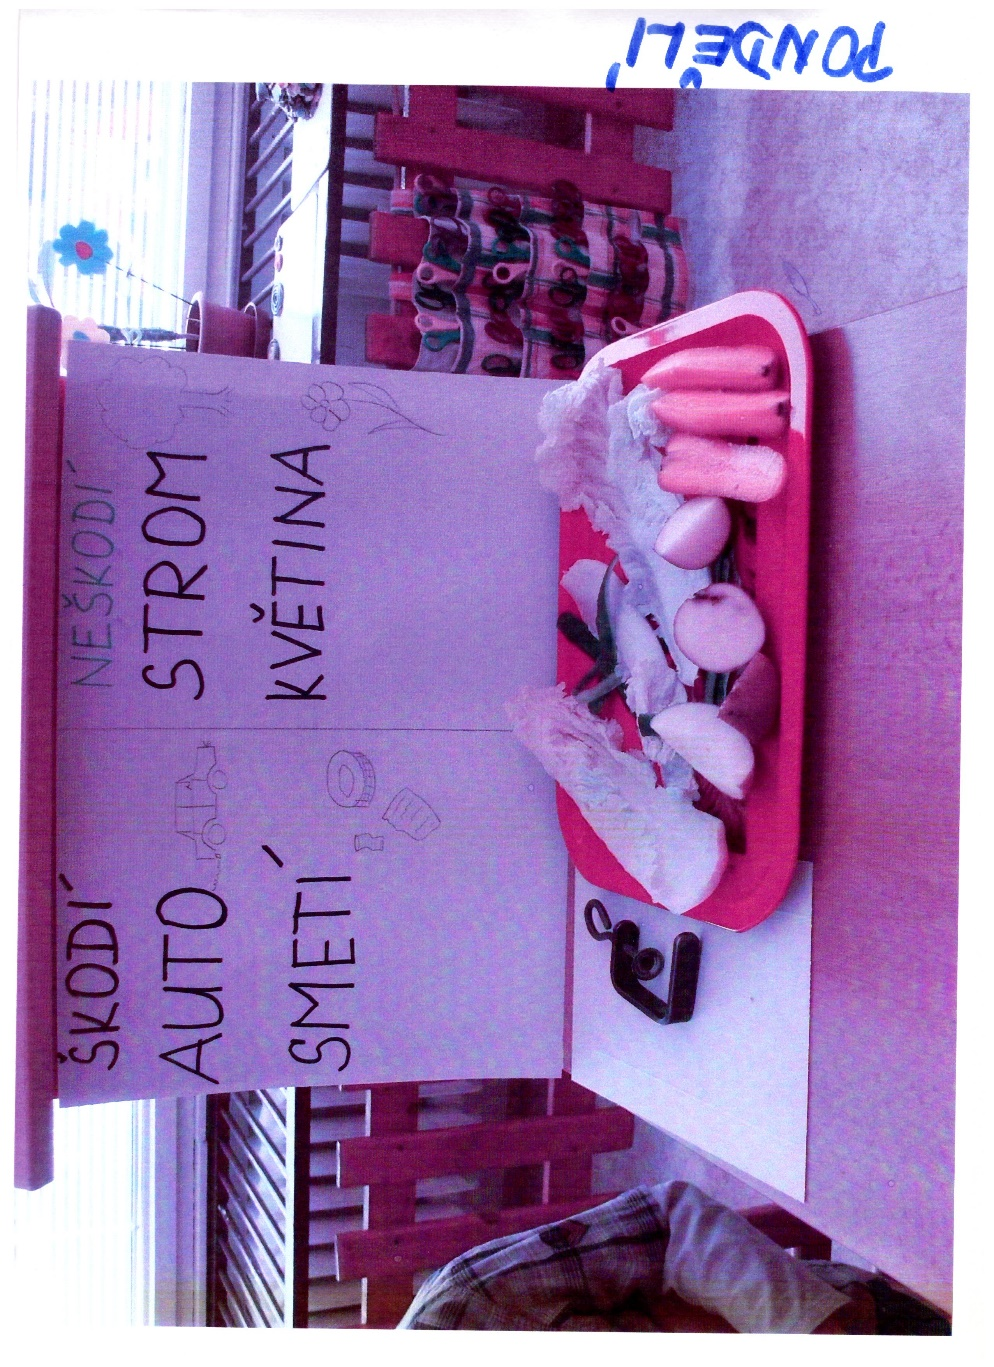 PONDĚLÍ
ŠKODÍ NEŠKODÍ
AUTO STROM
SMETÍ KVĚTINA